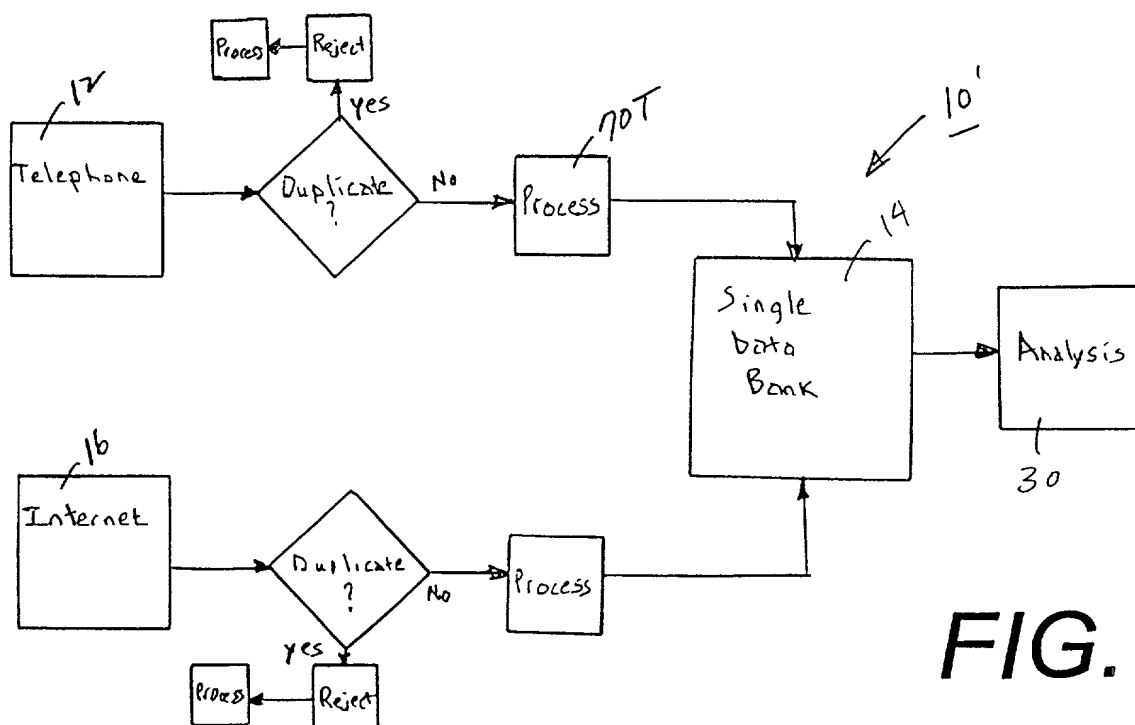 Process
Reject
12
yes
70T
10'
Telephone
Duplicate
?
No
Process
14
Single
Data
Bank
Analysis
30
16
Internet
Duplicate
?
No
Process
yes
Process
Reject
FIG.